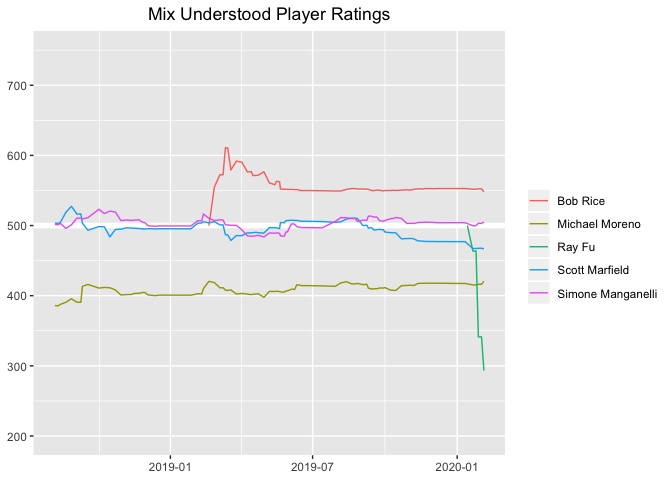 Mix Understood Player Ratings
700
600
500
400
300
200
2019-01
2019-07
2020-01
Bob Rice
Michael Moreno
Ray Fu
Scott Marfield
Simone Manganelli